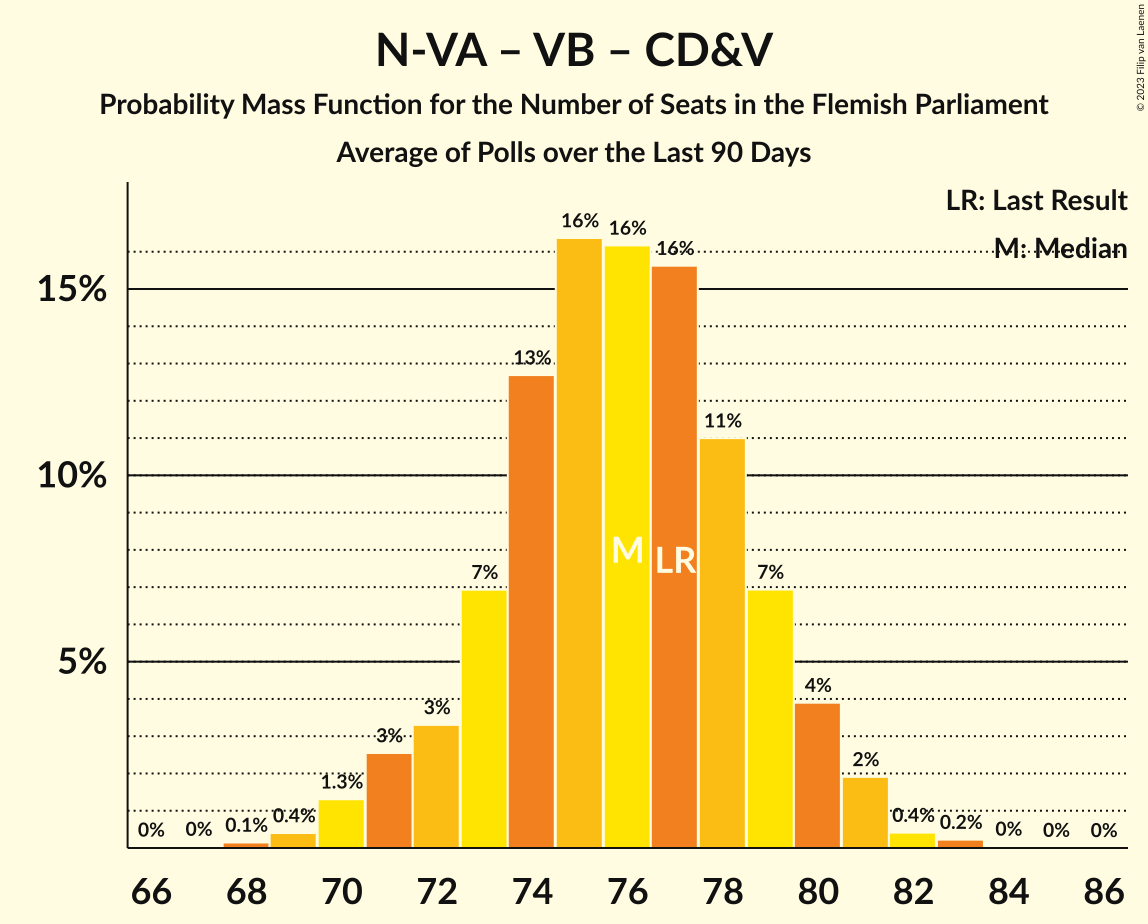 N-VA – VB – CD&V
Probability Mass Function for the Number of Seats in the Flemish Parliament
Average of Polls over the Last 90 Days
© 2023 Filip van Laenen
LR: Last Result
M: Median
15%
10%
5%
0%
0%
0.1%
0.4%
1.3%
3%
3%
7%
13%
16%
16%
16%
11%
7%
4%
2%
0.4%
0.2%
0%
0%
0%
M
LR
66 68 70 72 74 76 78 80 82 84 86